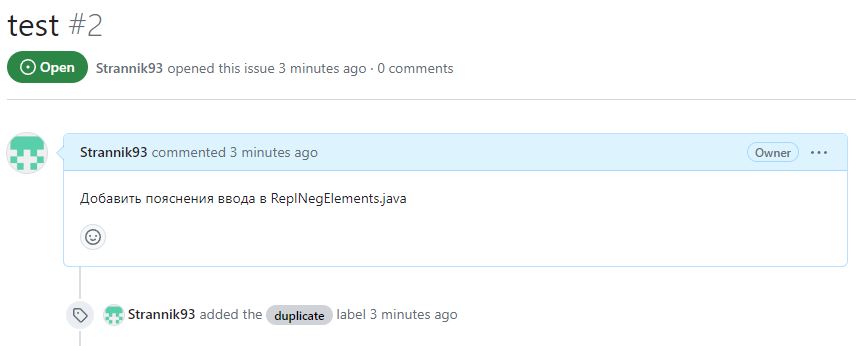 test #2
Open Strannik93 opened this issue 3 minutes ago · 0 comments
Strannik93 commented 3 minutes ago Owner ...
Добавить пояснения ввода в ReplNegElements.java
Strannik93 added the duplicate label 3 minutes ago